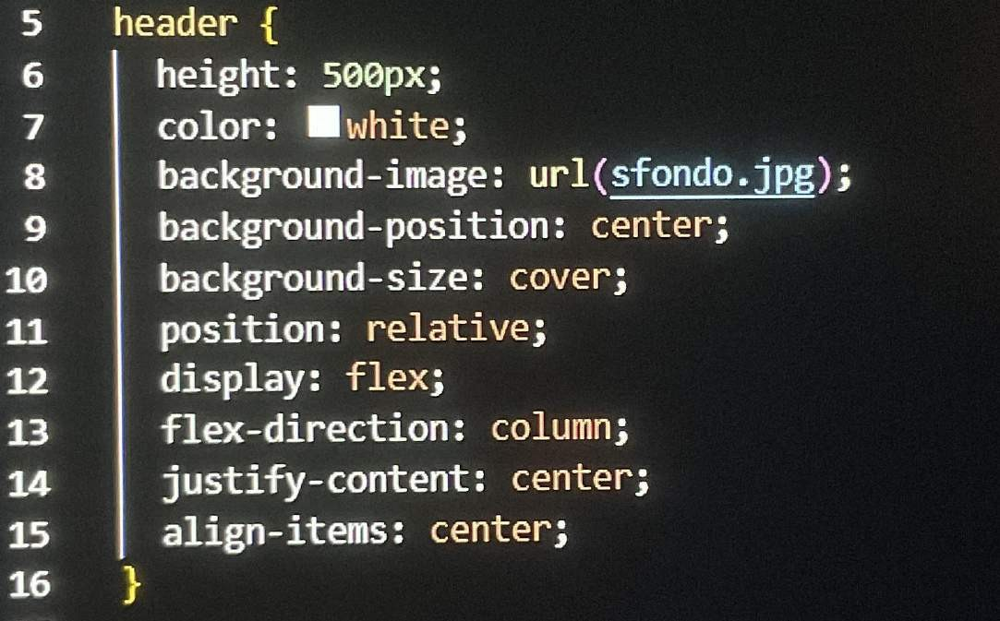 5 header {
6 height: 500px;
7 color: white;
8 background-image: url(sfondo.jpg);
9 background-position: center;
10 background-size: cover;
11 position: relative;
12 display: flex;
13 flex-direction: column;
14 justify-content: center;
15 align-items: center;
16 }